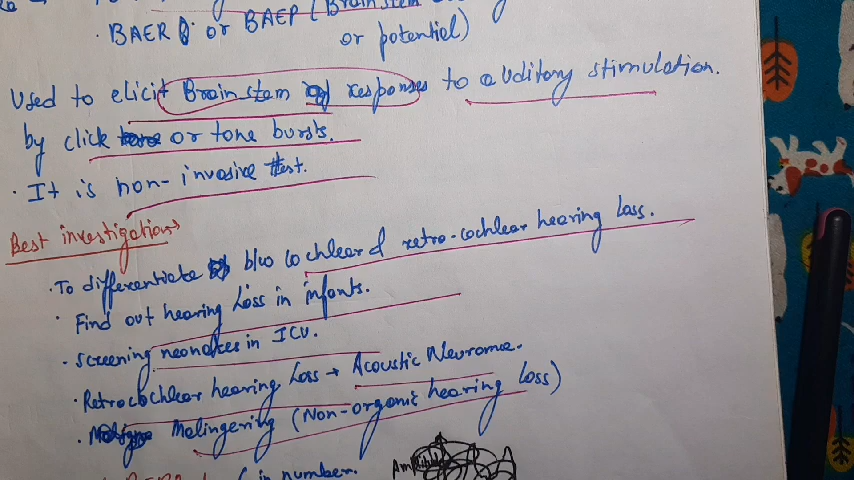 · BAER or BAEP (Brain stem
or potential)
Used to elicit Brain stem responses to auditory stimulation.
by click or tone bursts.
· It is non-invasive test.
Best investigation
· To differentiate b/w cochlear & retro-cochlear hearing loss.
· Find out hearing loss in infants.
- Screening neonates in ICU.
· Retrocochlear hearing loss → Acoustic Neuroma.
· Malingering (Non-organic hearing loss)
in number.